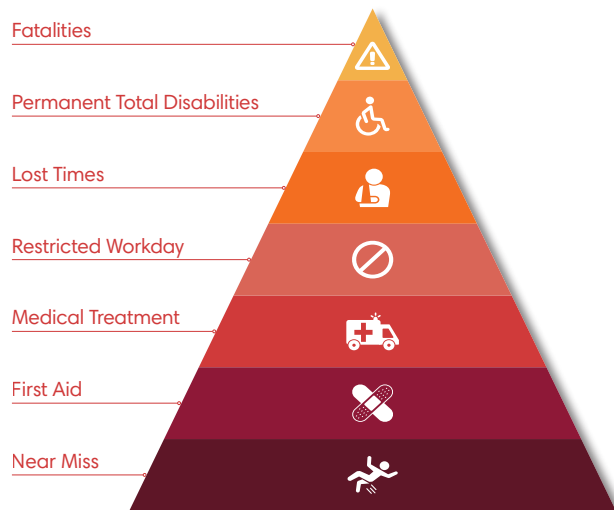 Fatalities
Permanent Total Disabilities
Lost Times
Restricted Workday
Medical Treatment
First Aid
Near Miss